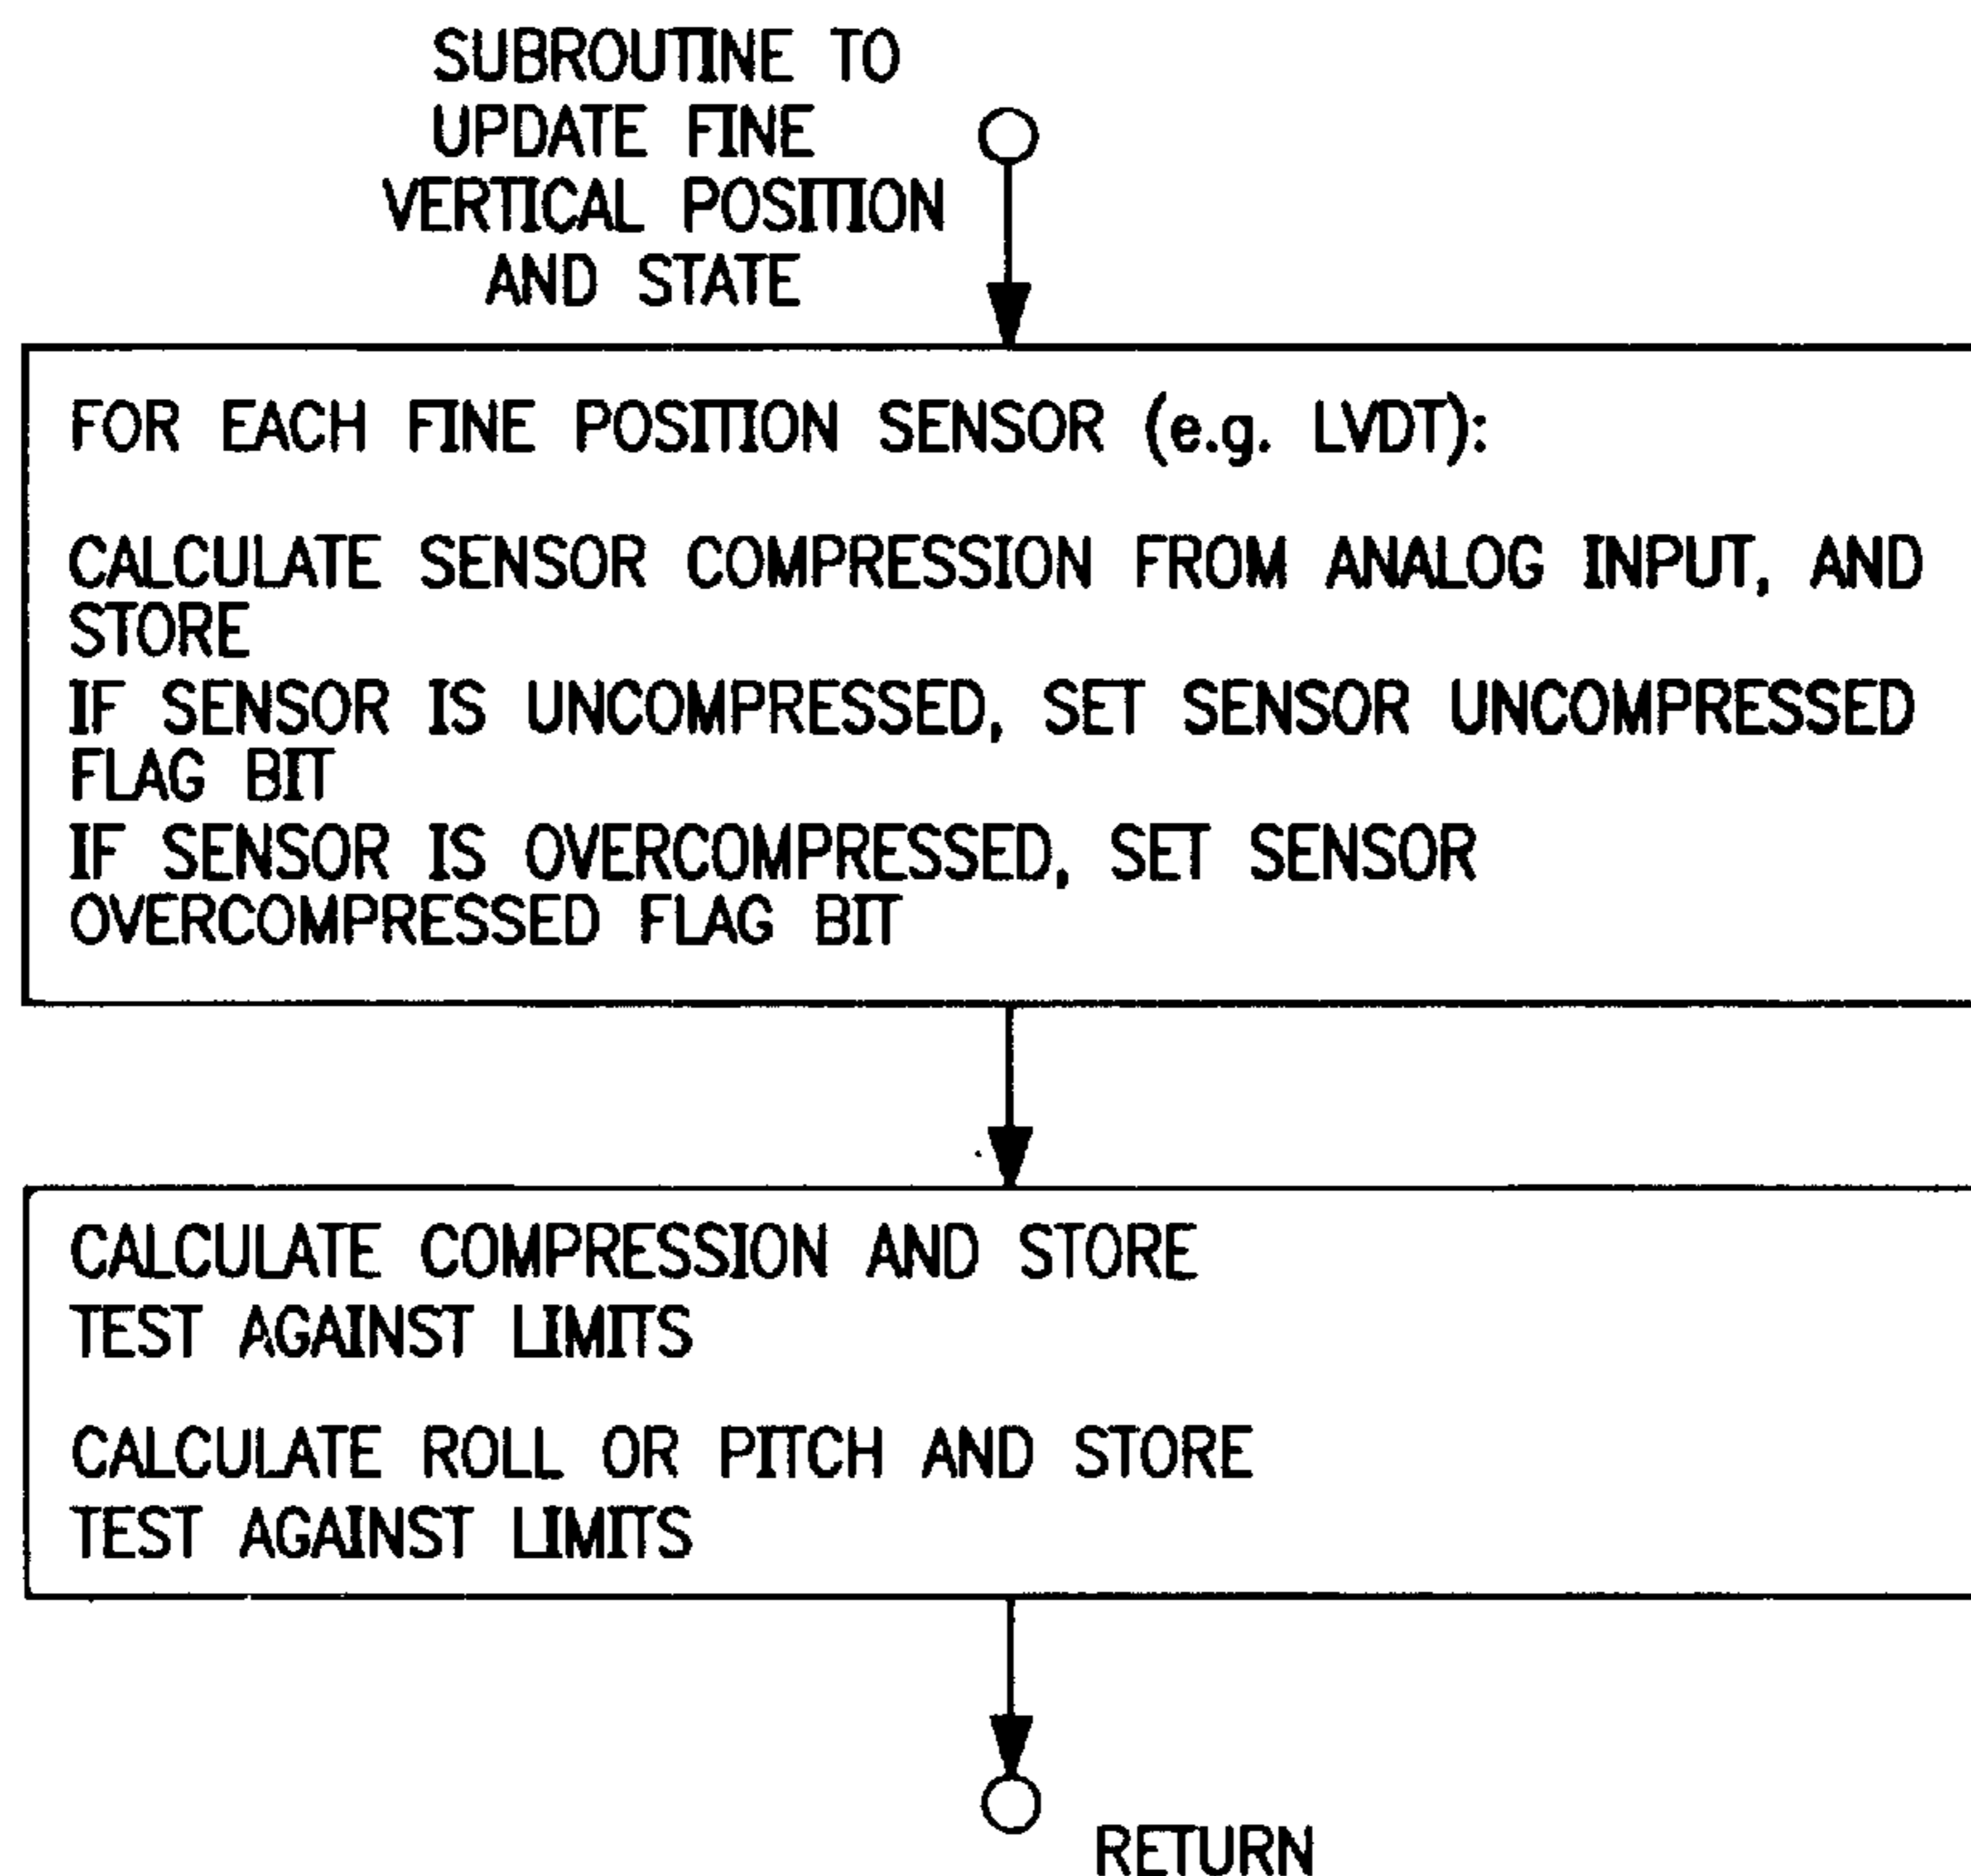 SUBROUTINE TO
UPDATE FINE
VERTICAL POSITION
AND STATE
FOR EACH FINE POSITION SENSOR (e.g. LVDT):
CALCULATE SENSOR COMPRESSION FROM ANALOG INPUT, AND
STORE
IF SENSOR IS UNCOMPRESSED, SET SENSOR UNCOMPRESSED
FLAG BIT
IF SENSOR IS OVERCOMPRESSED, SET SENSOR
OVERCOMPRESSED FLAG BIT
CALCULATE COMPRESSION AND STORE
TEST AGAINST LIMITS
CALCULATE ROLL OR PITCH AND STORE
TEST AGAINST LIMITS
RETURN